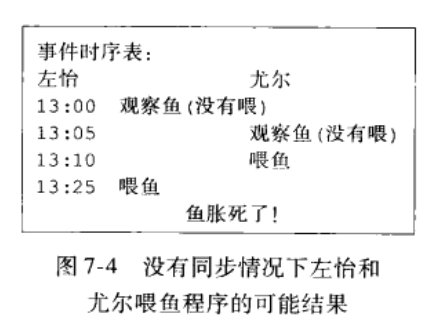 事件时序表:
左怡 尤尔
13:00 观察鱼(没有喂)
13:05 观察鱼(没有喂)
13:10 喂鱼
13:25 喂鱼
鱼胀死了!
图 7-4 没有同步情况下左怡和
尤尔喂鱼程序的可能结果